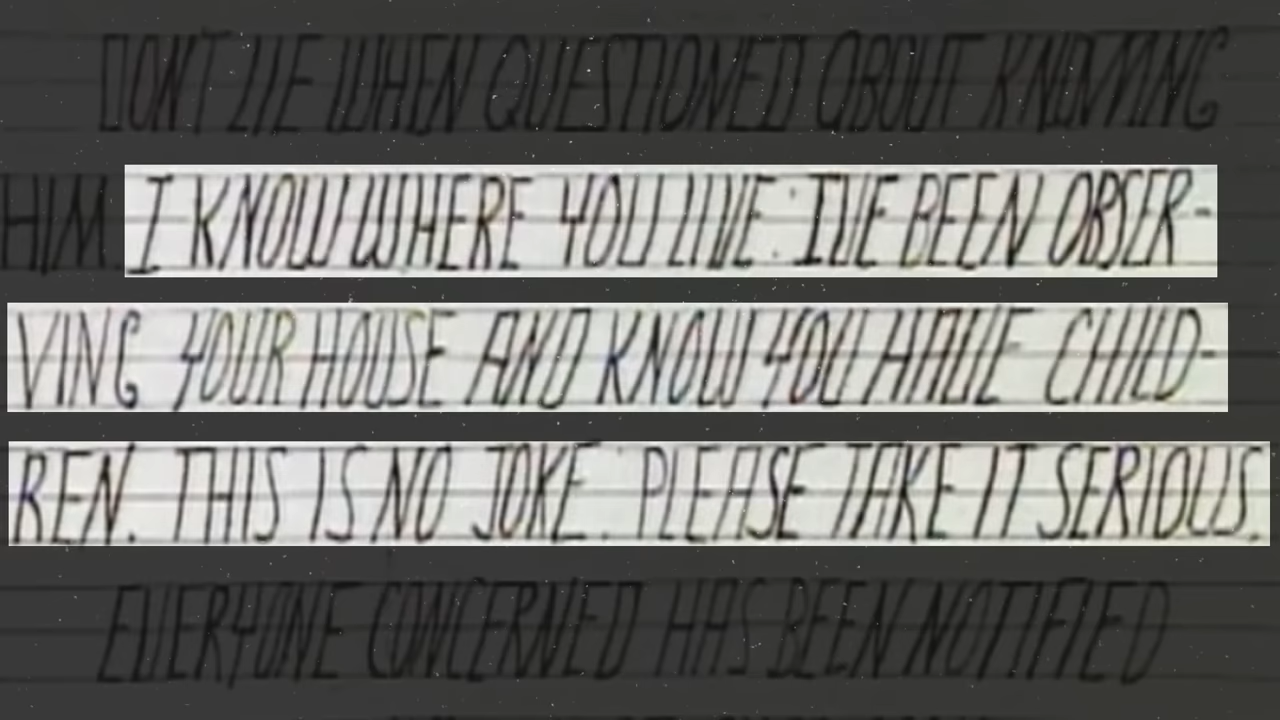 DONT LIE WHEN QUESTIONED ABOUT KNOWING
HIM. I KNOW WHERE YOU LIVE. I'VE BEEN OBSER-
VING YOUR HOUSE AND KNOW YOU HAVE CHILD-
REN. THIS IS NO JOKE. PLEASE TAKE IT SERIOUS.
EVERYONE CONCERNED HAS BEEN NOTIFIED